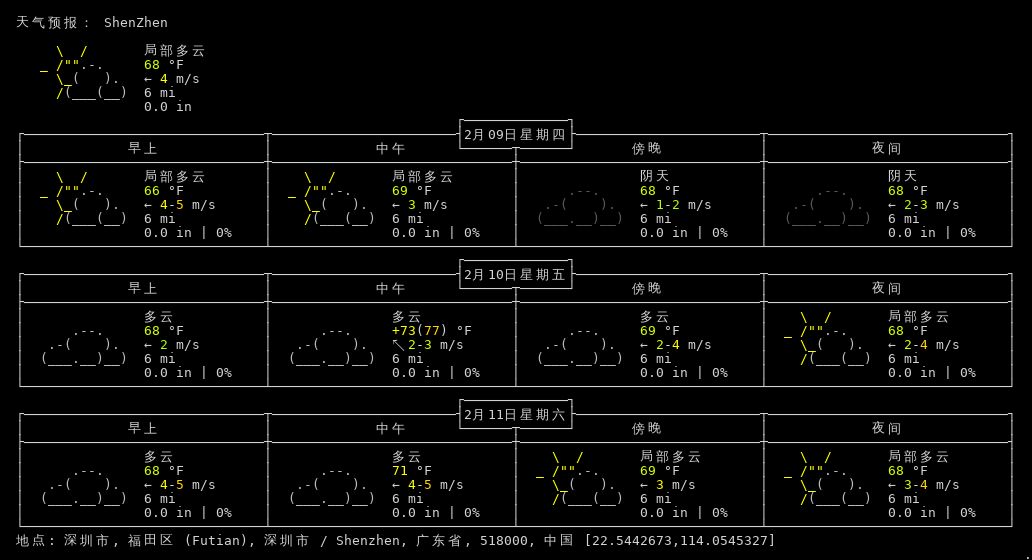 天气预报： ShenZhen
局部多云
68 °F
← 4 m/s
6 mi
0.0 in
2月09日星期四
早上 中午 傍晚 夜间
局部多云 局部多云 阴天 阴天
66 °F 69 °F 68 °F 68 °F
← 4-5 m/s ← 3 m/s ← 1-2 m/s ← 2-3 m/s
6 mi 6 mi 6 mi 6 mi
0.0 in | 0% 0.0 in | 0% 0.0 in | 0% 0.0 in | 0%
2月10日星期五
早上 中午 傍晚 夜间
多云 多云 多云 局部多云
68 °F +73(77) °F 69 °F 68 °F
← 2 m/s ↖ 2-3 m/s ← 2-4 m/s ← 2-4 m/s
6 mi 6 mi 6 mi 6 mi
0.0 in | 0% 0.0 in | 0% 0.0 in | 0% 0.0 in | 0%
2月11日星期六
早上 中午 傍晚 夜间
多云 多云 局部多云 局部多云
68 °F 71 °F 69 °F 68 °F
← 4-5 m/s ← 4-5 m/s ← 3 m/s ← 3-4 m/s
6 mi 6 mi 6 mi 6 mi
0.0 in | 0% 0.0 in | 0% 0.0 in | 0% 0.0 in | 0%
地点: 深圳市, 福田区 (Futian), 深圳市 / Shenzhen, 广东省, 518000, 中国 [22.5442673,114.0545327]